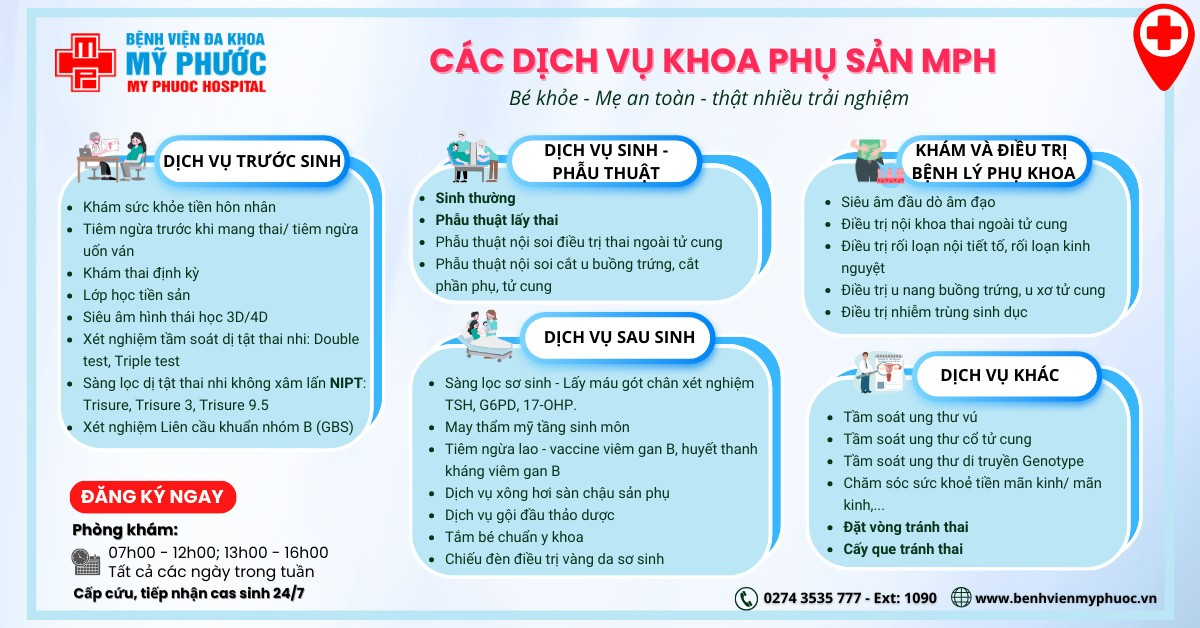 BỆNH VIỆN ĐA KHOA
MỸ PHƯỚC
MY PHUOC HOSPITAL
MP
CÁC DỊCH VỤ KHOA PHỤ SẢN MPH
Bé khỏe - Mẹ an toàn - thật nhiều trải nghiệm
DỊCH VỤ TRƯỚC SINH
• Khám sức khỏe tiền hôn nhân
• Tiêm ngừa trước khi mang thai/ tiêm ngừa
uốn ván
• Khám thai định kỳ
• Lớp học tiền sản
• Siêu âm hình thái học 3D/4D
• Xét nghiệm tầm soát dị tật thai nhi: Double
test, Triple test
• Sàng lọc dị tật thai nhi không xâm lấn NIPT:
Trisure, Trisure 3, Trisure 9.5
• Xét nghiệm Liên cầu khuẩn nhóm B (GBS)
ĐĂNG KÝ NGAY
Phòng khám:
07h00 - 12h00; 13h00 - 16h00
Tất cả các ngày trong tuần
Cấp cứu, tiếp nhận cas sinh 24/7
DỊCH VỤ SINH -
PHẪU THUẬT
• Sinh thường
• Phẫu thuật lấy thai
• Phẫu thuật nội soi điều trị thai ngoài tử cung
• Phẫu thuật nội soi cắt u buồng trứng, cắt
phần phụ, tử cung
DỊCH VỤ SAU SINH
• Sàng lọc sơ sinh - Lấy máu gót chân xét nghiệm
TSH, G6PD, 17-OHP.
• May thẩm mỹ tầng sinh môn
• Tiêm ngừa lao - vaccine viêm gan B, huyết thanh
kháng viêm gan B
• Dịch vụ xông hơi sàn chậu sản phụ
• Dịch vụ gội đầu thảo dược
• Tắm bé chuẩn y khoa
• Chiếu đèn điều trị vàng da sơ sinh
KHÁM VÀ ĐIỀU TRỊ
BỆNH LÝ PHỤ KHOA
• Siêu âm đầu dò âm đạo
• Điều trị nội khoa thai ngoài tử cung
• Điều trị rối loạn nội tiết tố, rối loạn kinh
nguyệt
• Điều trị u nang buồng trứng, u xơ tử cung
• Điều trị nhiễm trùng sinh dục
DỊCH VỤ KHÁC
• Tầm soát ung thư vú
• Tầm soát ung thư cổ tử cung
• Tầm soát ung thư di truyền Genotype
• Chăm sóc sức khoẻ tiền mãn kinh/ mãn
kinh,...
• Đặt vòng tránh thai
• Cấy que tránh thai
0274 3535 777 - Ext: 1090
www.benhvienmyphuoc.vn